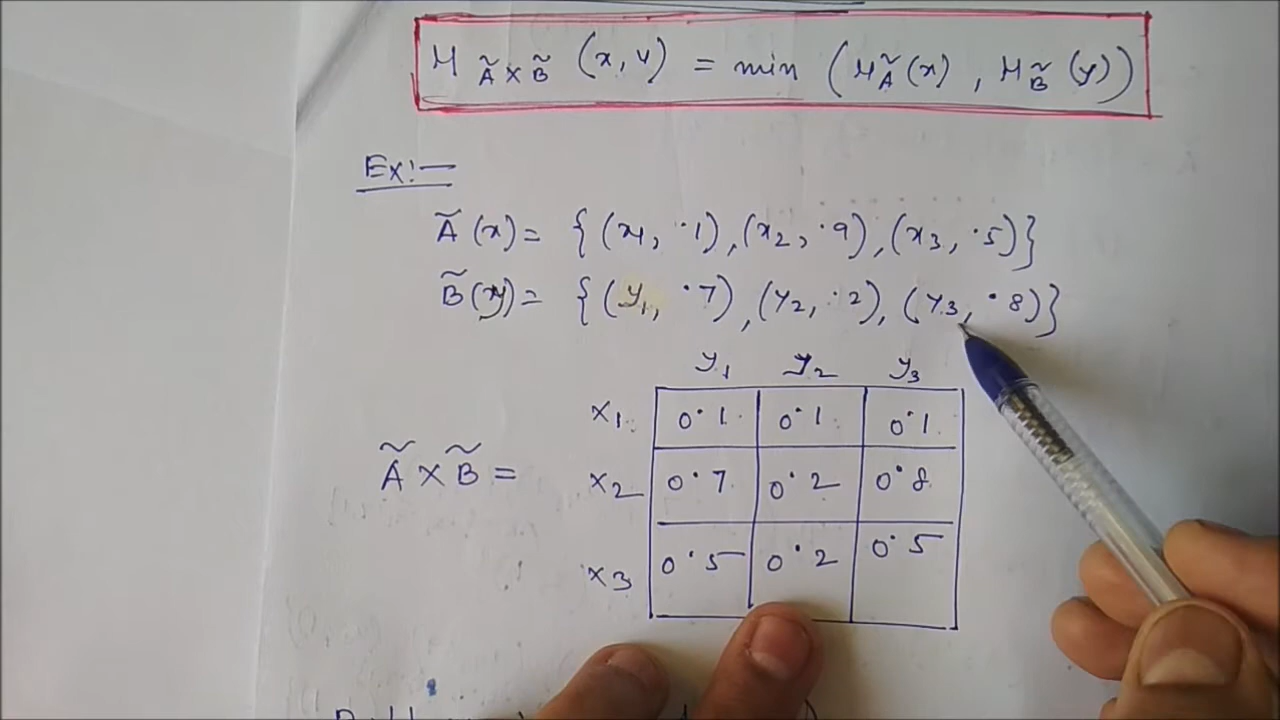 μ Ã×B̃ (x, y) = min (μÃ(x), μB̃(y))
Ex:—
Ã(x) = {(x1, ·1), (x2, ·9), (x3, ·5)}
B̃(y) = {(y1, ·7), (y2, ·2), (y3, ·8)}
y1 y2 y3
x1 0·1 0·1 0·1
Ã × B̃ =
x2 0·7 0·2 0·8
x3 0·5 0·2 0·5